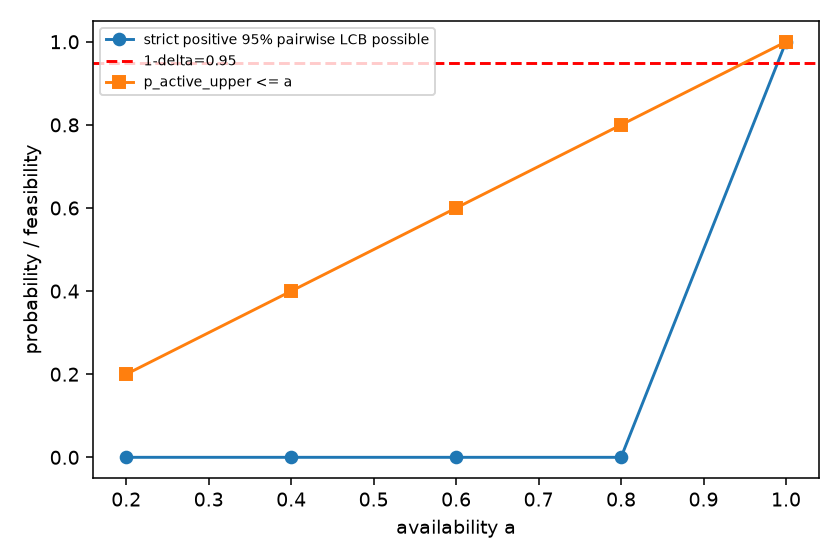 strict positive 95% pairwise LCB possible
1-delta=0.95
p_active_upper <= a
1.0
0.8
0.6
0.4
0.2
0.0
probability / feasibility
0.2 0.3 0.4 0.5 0.6 0.7 0.8 0.9 1.0
availability a